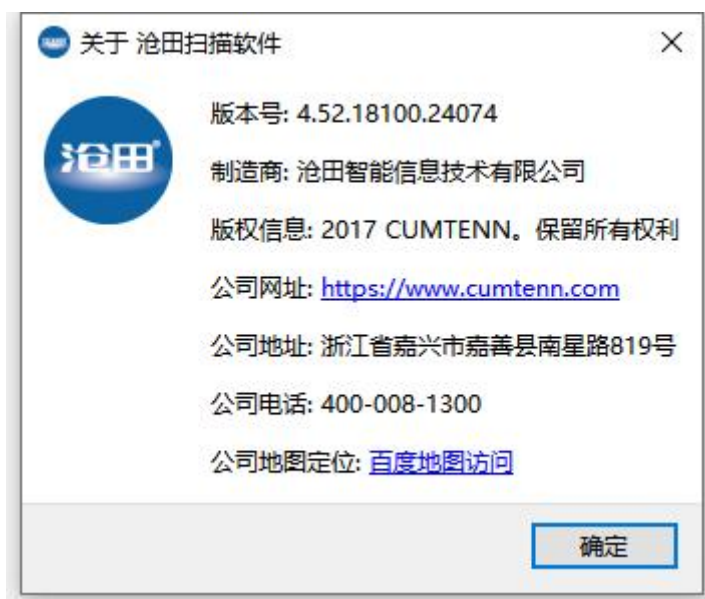 关于 沧田扫描软件
沧田
版本号: 4.52.18100.24074
制造商: 沧田智能信息技术有限公司
版权信息: 2017 CUMTENN。保留所有权利
公司网址: https://www.cumtenn.com
公司地址: 浙江省嘉兴市嘉善县南星路819号
公司电话: 400-008-1300
公司地图定位: 百度地图访问
确定